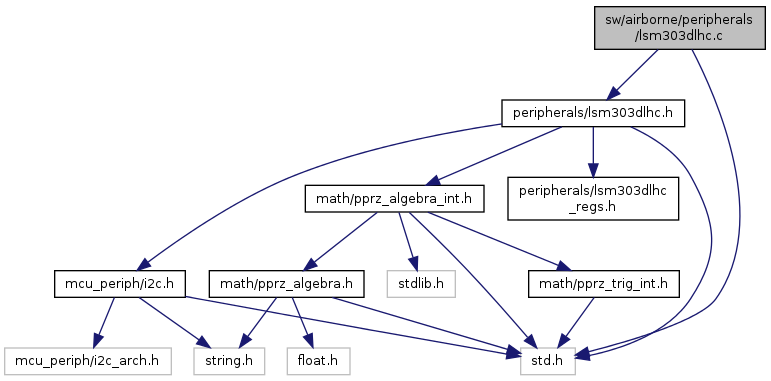 sw/airborne/peripherals
/lsm303dlhc.c
peripherals/lsm303dlhc.h
math/pprz_algebra_int.h
peripherals/lsm303dlhc
_regs.h
mcu_periph/i2c.h
math/pprz_algebra.h
stdlib.h
math/pprz_trig_int.h
mcu_periph/i2c_arch.h
string.h
float.h
std.h